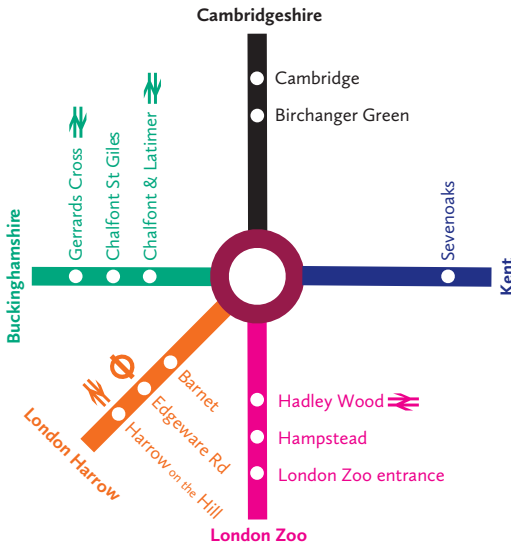 Cambridgeshire
Cambridge
Birchanger Green
Gerrards Cross
Chalfont St Giles
Chalfont & Latimer
Buckinghamshire
Sevenoaks
Kent
Barnet
Edgeware Rd
Harrow on the Hill
London Harrow
Hadley Wood
Hampstead
London Zoo entrance
London Zoo